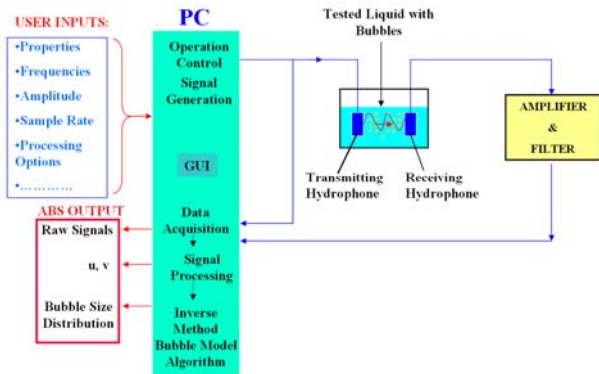 USER INPUTS:
•Properties
•Frequencies
•Amplitude
•Sample Rate
•Processing
Options
•............
PC
Operation
Control
Signal
Generation
GUI
Data
Acquisition
Signal
Processing
Inverse
Method
Bubble Model
Algorithm
Tested Liquid with
Bubbles
Transmitting
Hydrophone
Receiving
Hydrophone
AMPLIFIER
&
FILTER
ABS OUTPUT
Raw Signals
u, v
Bubble Size
Distribution